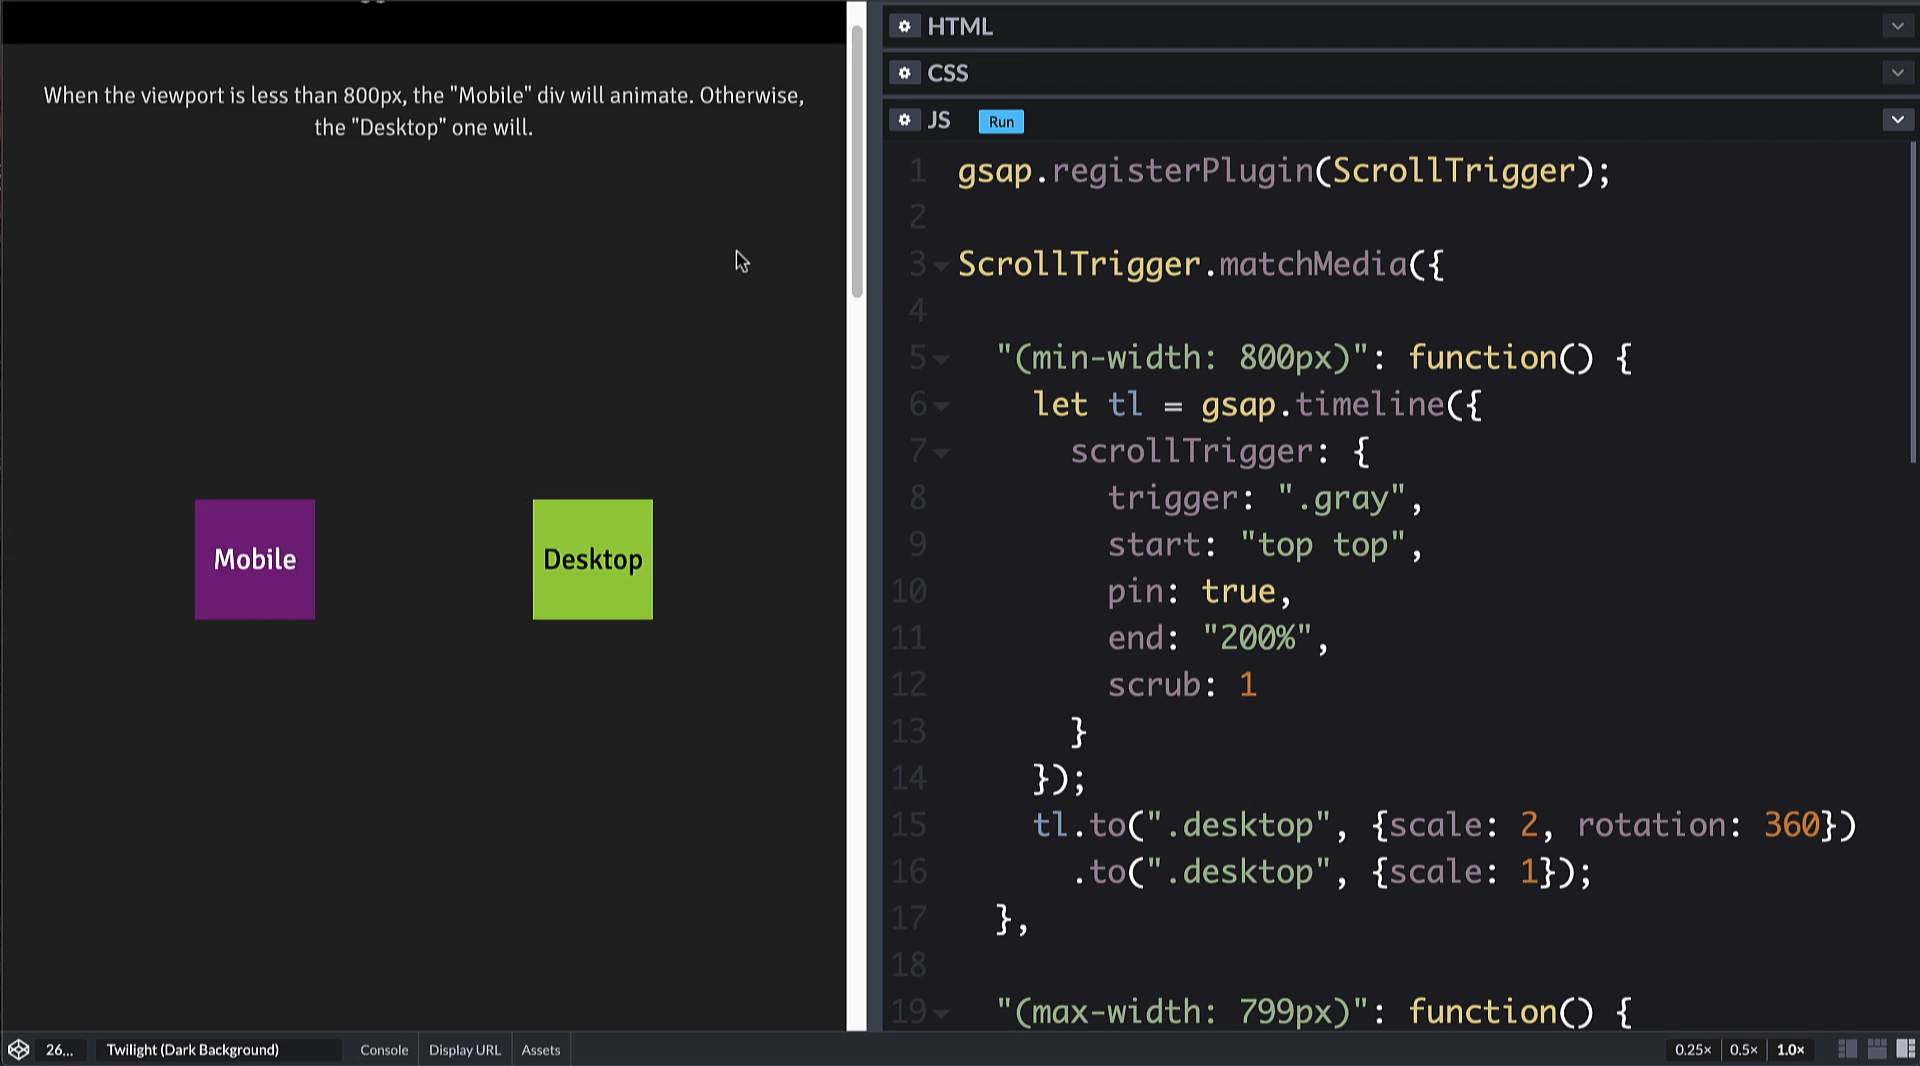 When the viewport is less than 800px, the "Mobile" div will animate. Otherwise,
the "Desktop" one will.
Mobile
Desktop
HTML
CSS
JS
Run
1 gsap.registerPlugin(ScrollTrigger);
2
3 ScrollTrigger.matchMedia({
4
5 "(min-width: 800px)": function() {
6 let tl = gsap.timeline({
7 scrollTrigger: {
8 trigger: ".gray",
9 start: "top top",
10 pin: true,
11 end: "200%",
12 scrub: 1
13 }
14 });
15 tl.to(".desktop", {scale: 2, rotation: 360})
16 .to(".desktop", {scale: 1});
17 },
18
19 "(max-width: 799px)": function() {
26... Twilight (Dark Background) Console Display URL Assets 0.25× 0.5× 1.0×